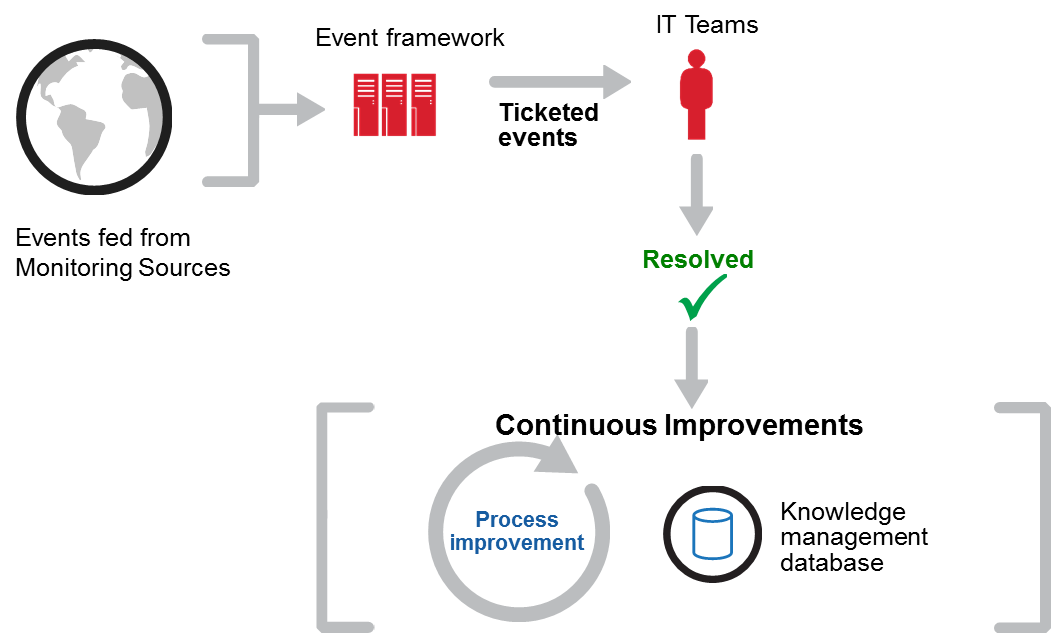 Event framework
IT Teams
Ticketed
events
Events fed from
Monitoring Sources
Resolved
Continuous Improvements
Process
improvement
Knowledge
management
database